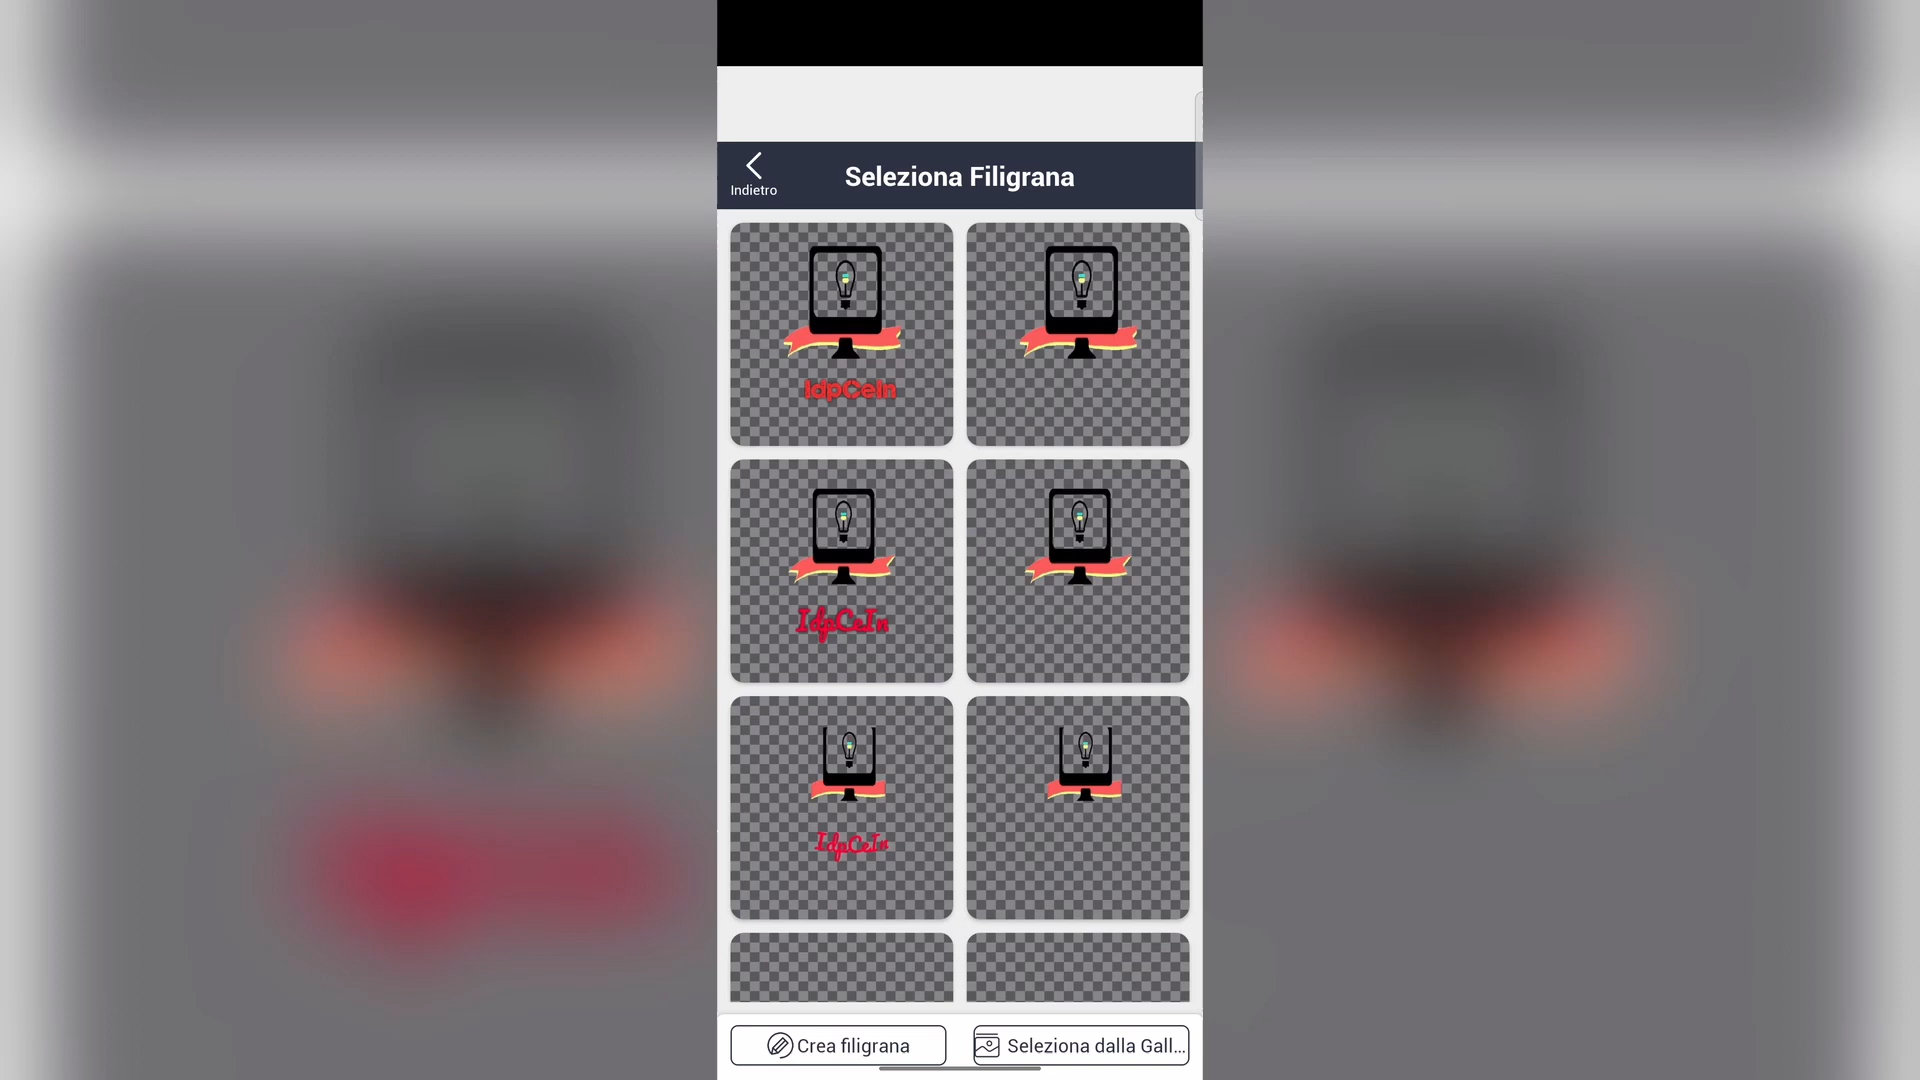 Seleziona Filigrana
Indietro
IdpCeIn
IdpCeIn
IdpCeIn
Crea filigrana
Seleziona dalla Gall...